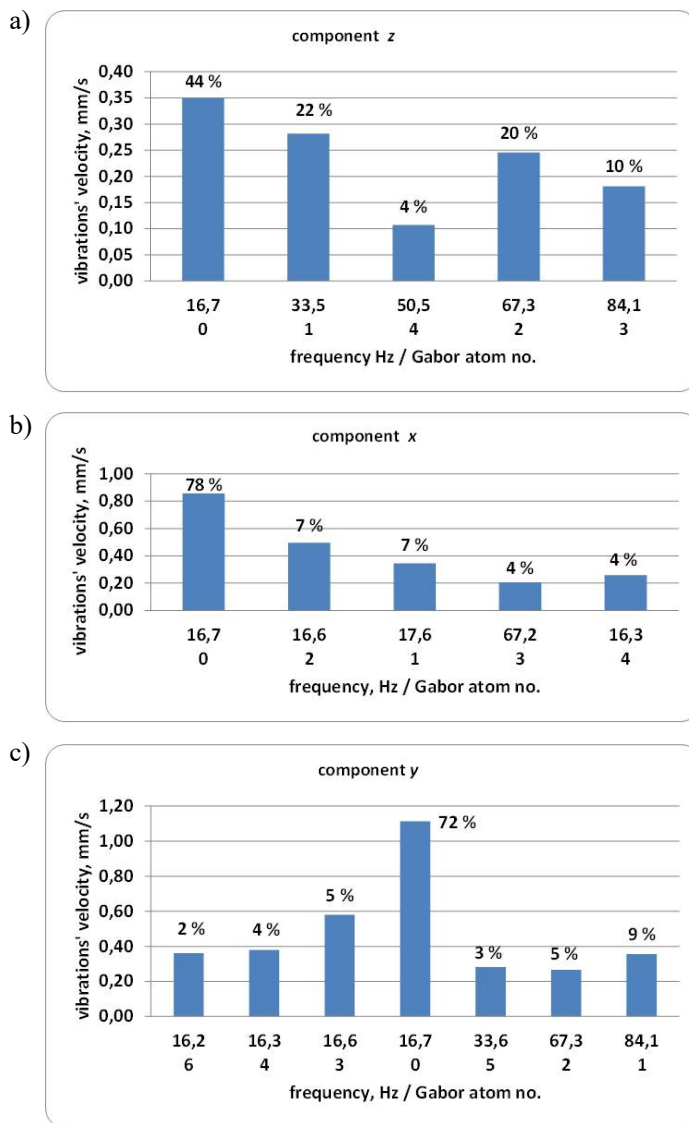 a)
component z
vibrations' velocity, mm/s
0,40
0,35
0,30
0,25
0,20
0,15
0,10
0,05
0,00
44 %
22 %
4 %
20 %
10 %
16,7 33,5 50,5 67,3 84,1
0 1 4 2 3
frequency Hz / Gabor atom no.
b)
component x
vibrations' velocity, mm/s
1,00
0,80
0,60
0,40
0,20
0,00
78 %
7 %
7 %
4 %
4 %
16,7 16,6 17,6 67,2 16,3
0 2 1 3 4
frequency, Hz / Gabor atom no.
c)
component y
vibrations' velocity, mm/s
1,20
1,00
0,80
0,60
0,40
0,20
0,00
2 %
4 %
5 %
72 %
3 %
5 %
9 %
16,2 16,3 16,6 16,7 33,6 67,3 84,1
6 4 3 0 5 2 1
frequency, Hz / Gabor atom no.